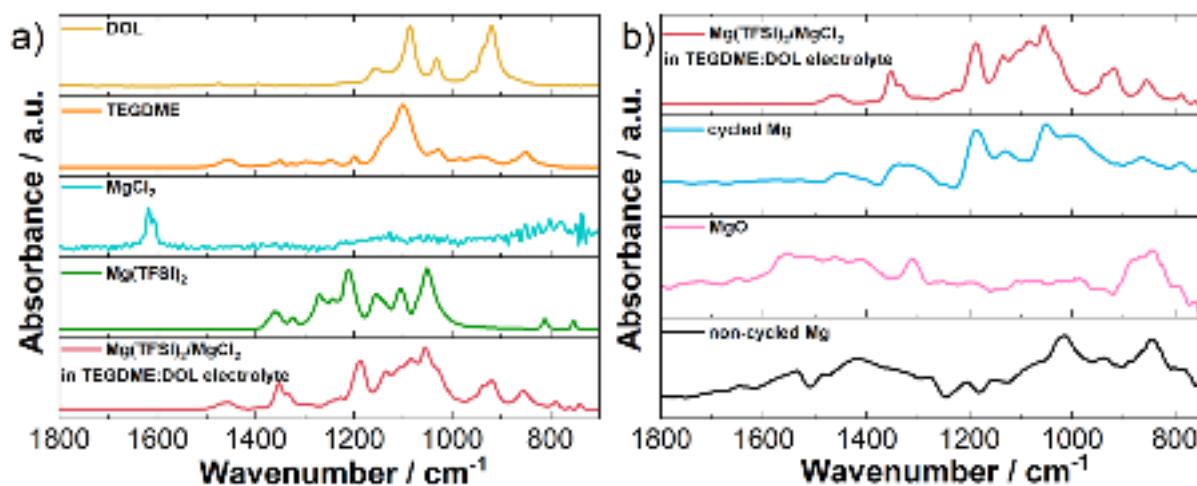 a)
Absorbance / a.u.
DOL
TEGDME
MgCl2
Mg(TFSI)2
Mg(TFSI)2/MgCl2
in TEGDME:DOL electrolyte
1800 1600 1400 1200 1000 800
Wavenumber / cm-1
b)
Absorbance / a.u.
Mg(TFSI)2/MgCl2
in TEGDME:DOL electrolyte
cycled Mg
MgO
non-cycled Mg
1800 1600 1400 1200 1000 800
Wavenumber / cm-1